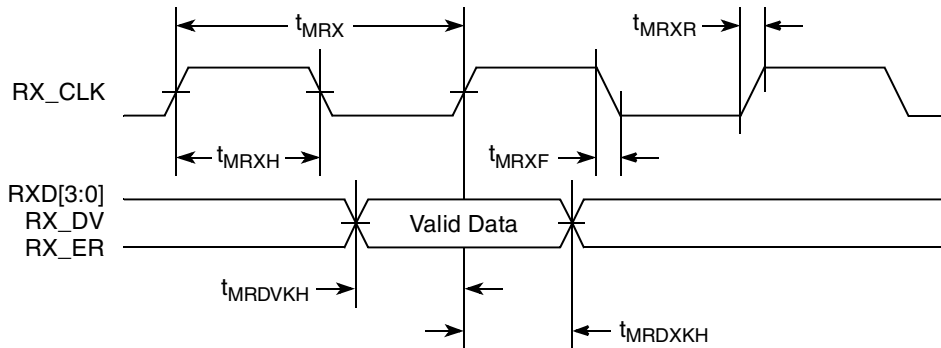 tMRX
tMRXR
RX_CLK
tMRXH
tMRXF
RXD[3:0]
RX_DV
RX_ER
Valid Data
tMRDVKH
tMRDXKH